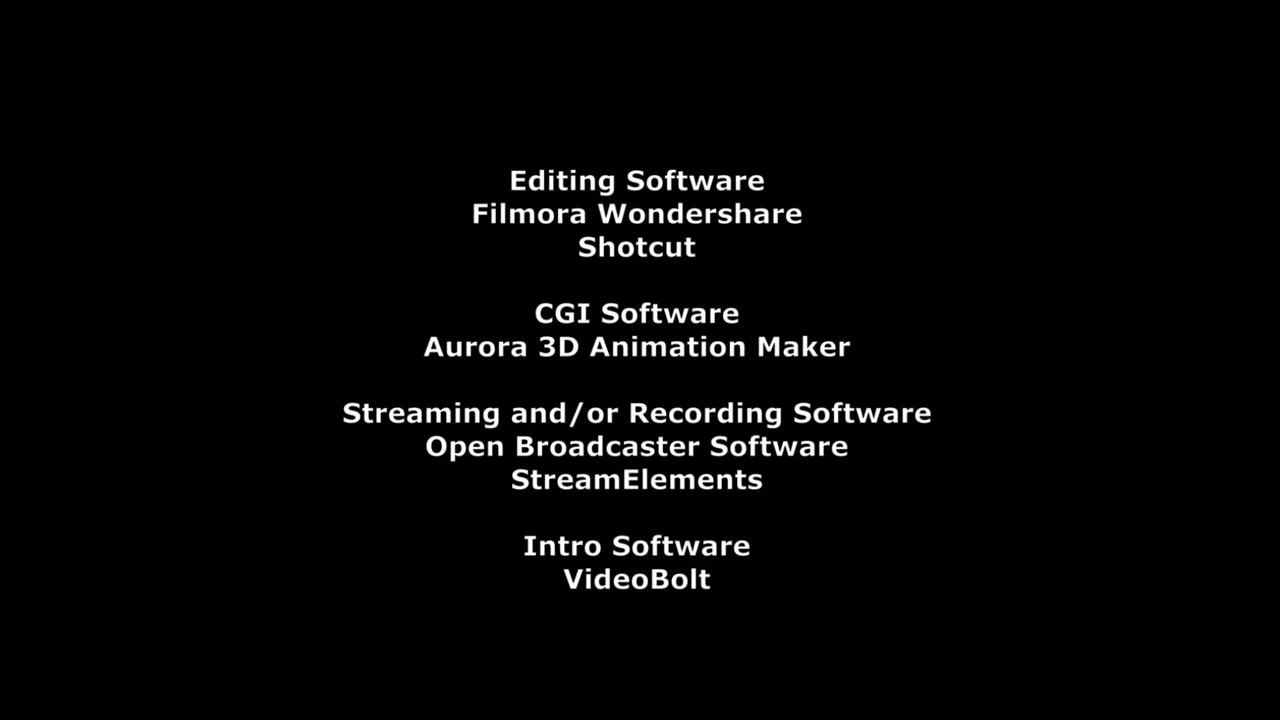 Editing Software
Filmora Wondershare
Shotcut
CGI Software
Aurora 3D Animation Maker
Streaming and/or Recording Software
Open Broadcaster Software
StreamElements
Intro Software
VideoBolt